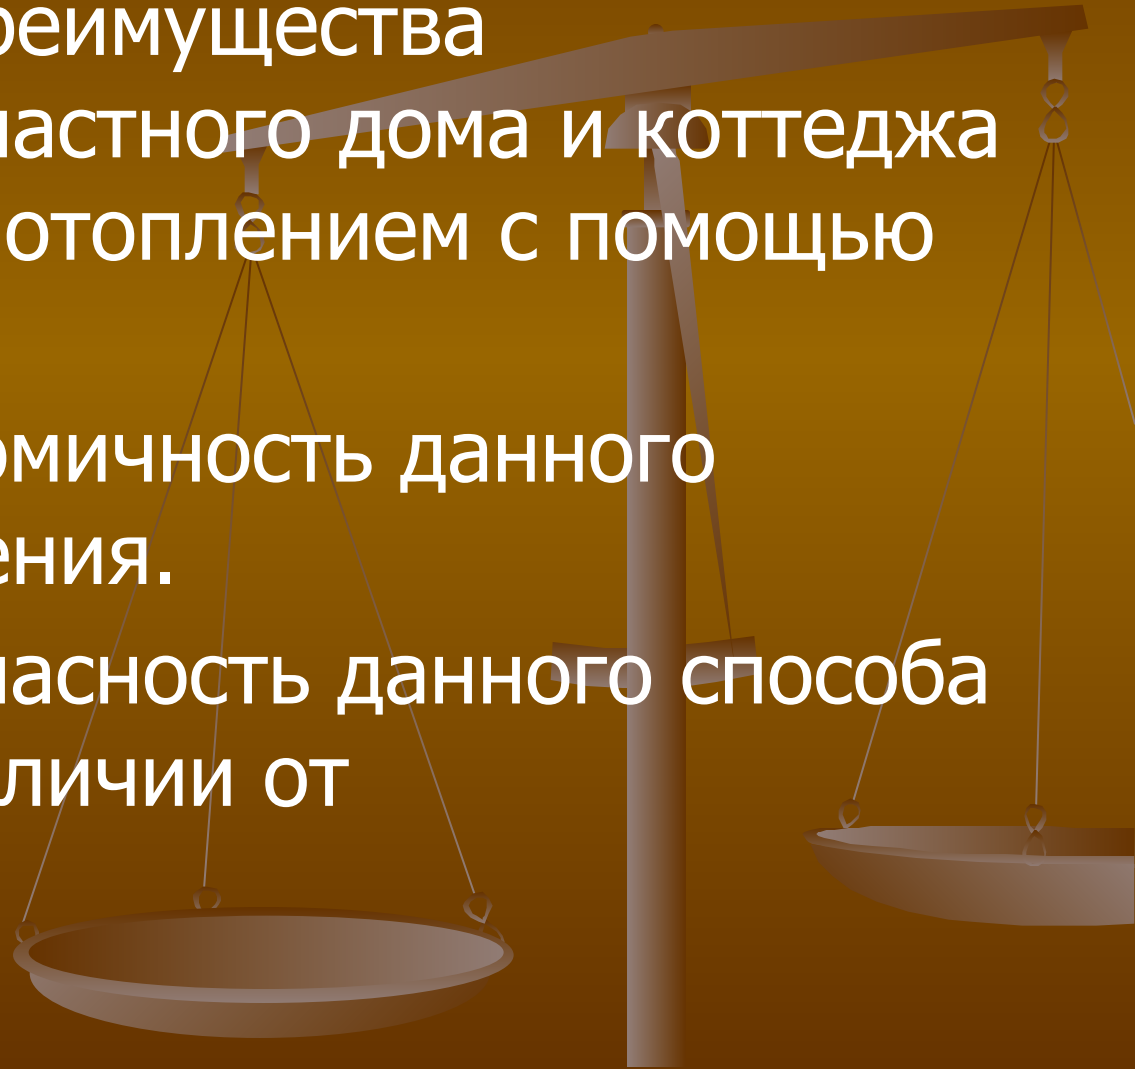 реимущества
частного дома и коттеджа
отоплением с помощью
омичность данного
ения.
пасность данного способа
личии от